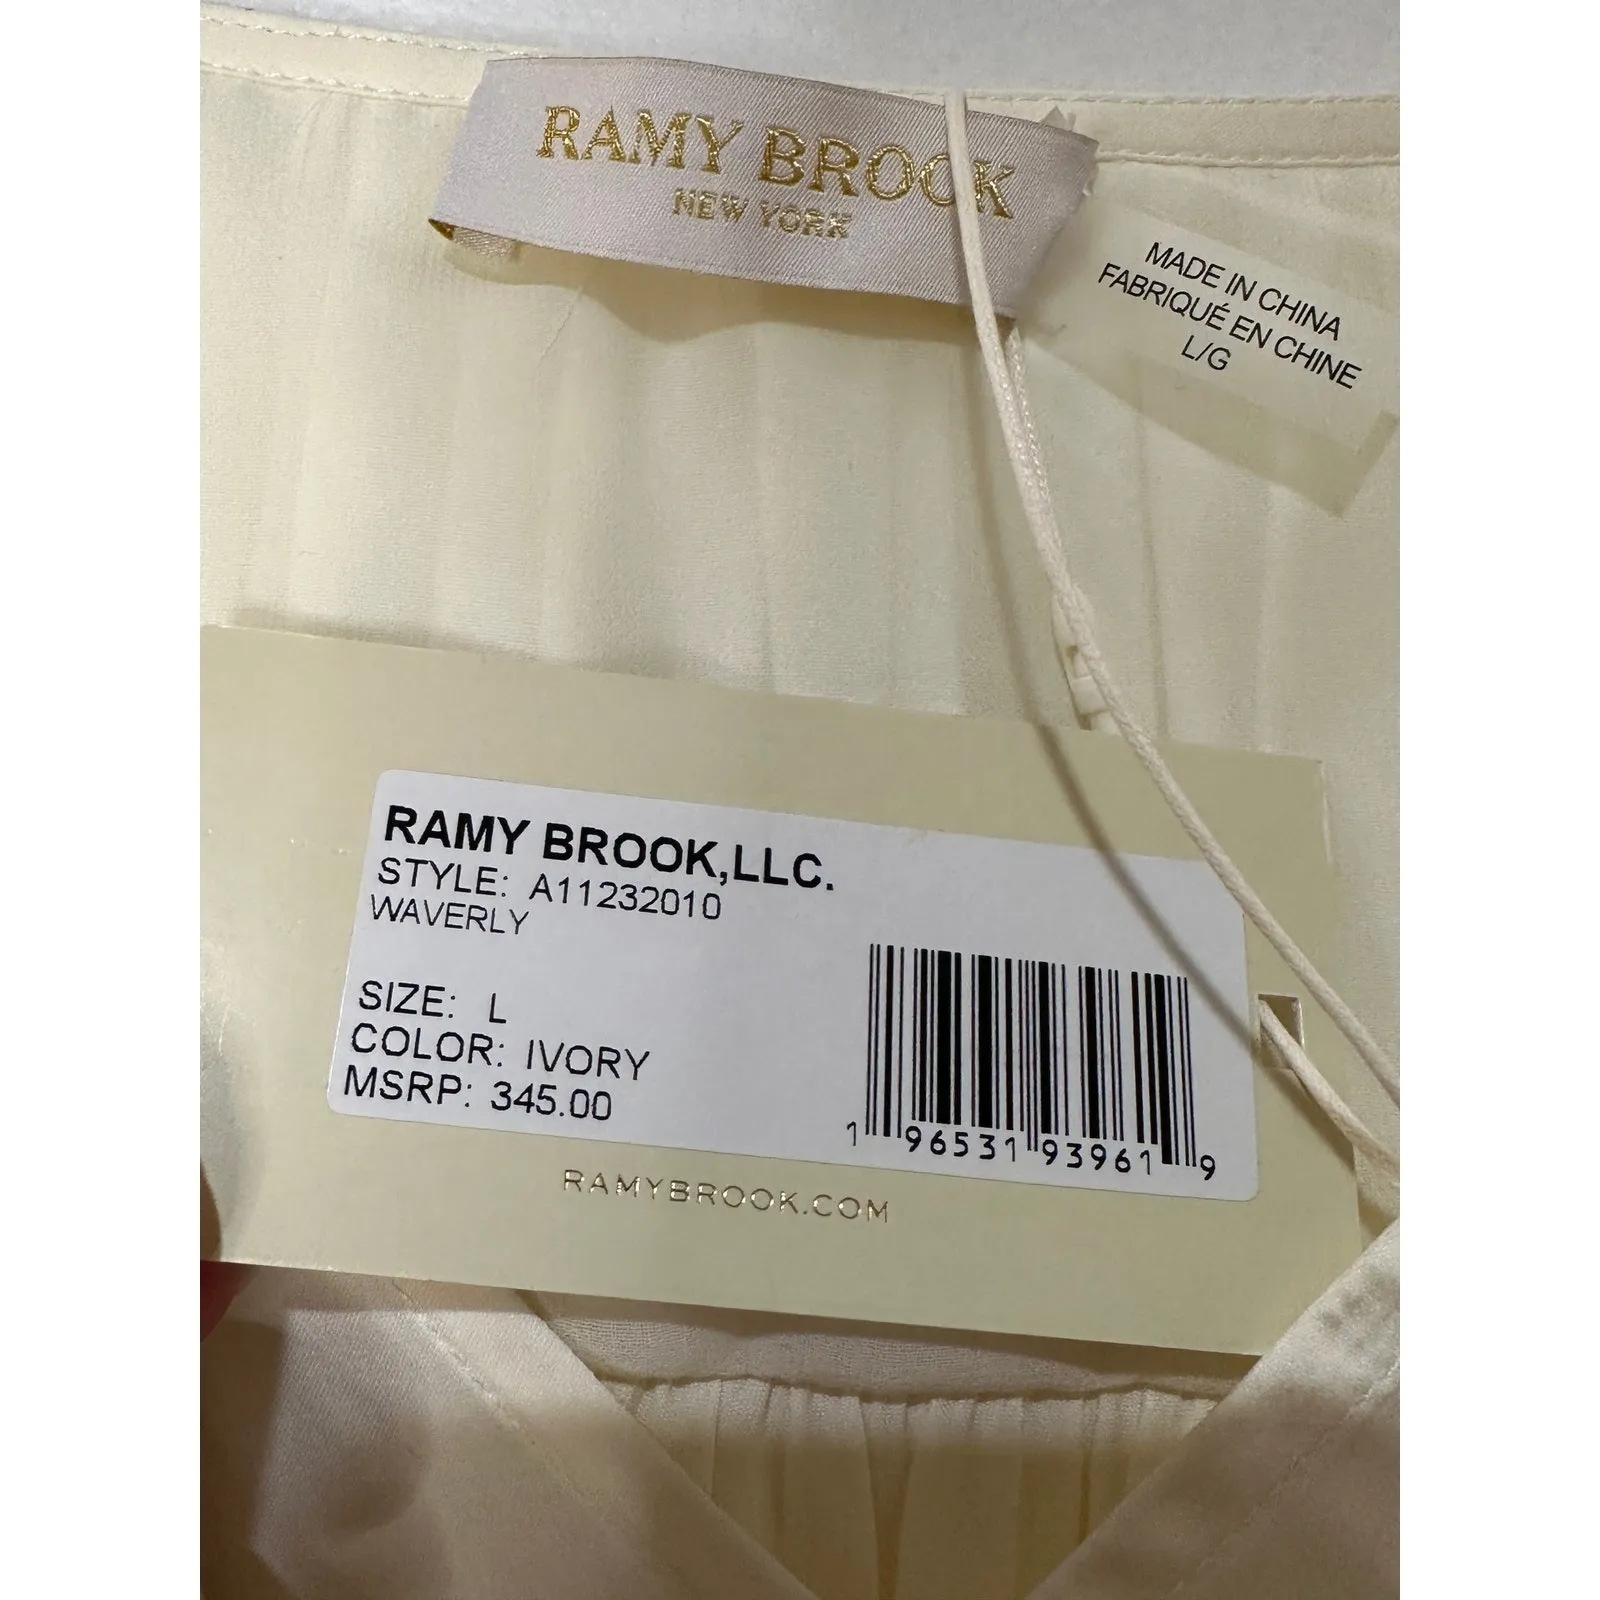 RAMY BROOK
NEW YORK
MADE IN CHINA
FABRIQUÉ EN CHINE
L/G
RAMY BROOK,LLC.
STYLE: A11232010
WAVERLY
SIZE: L
COLOR: IVORY
MSRP: 345.00
1 96531 93961 9
RAMYBROOK.COM